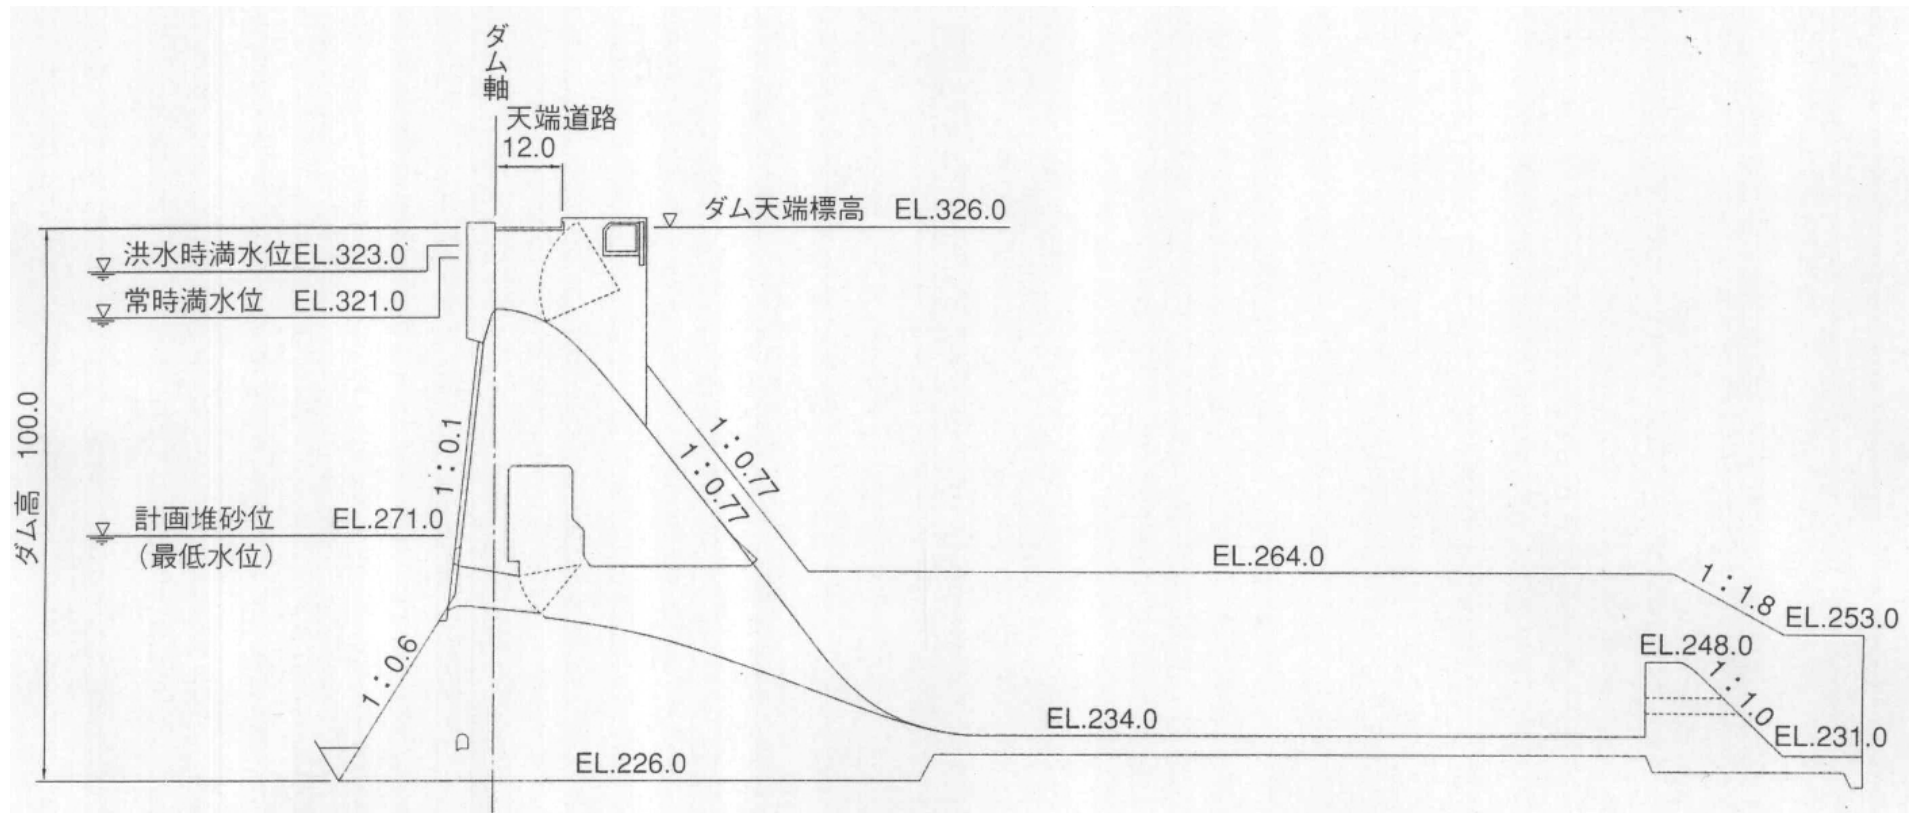 ダム軸
天端道路
12.0
ダム天端標高 EL.326.0
洪水時満水位EL.323.0
常時満水位 EL.321.0
ダム高 100.0
1:0.1
1:0.77
1:0.77
計画堆砂位 EL.271.0
(最低水位)
EL.264.0
1:1.8
EL.253.0
1:0.6
EL.248.0
1:1.0
EL.234.0
EL.231.0
EL.226.0